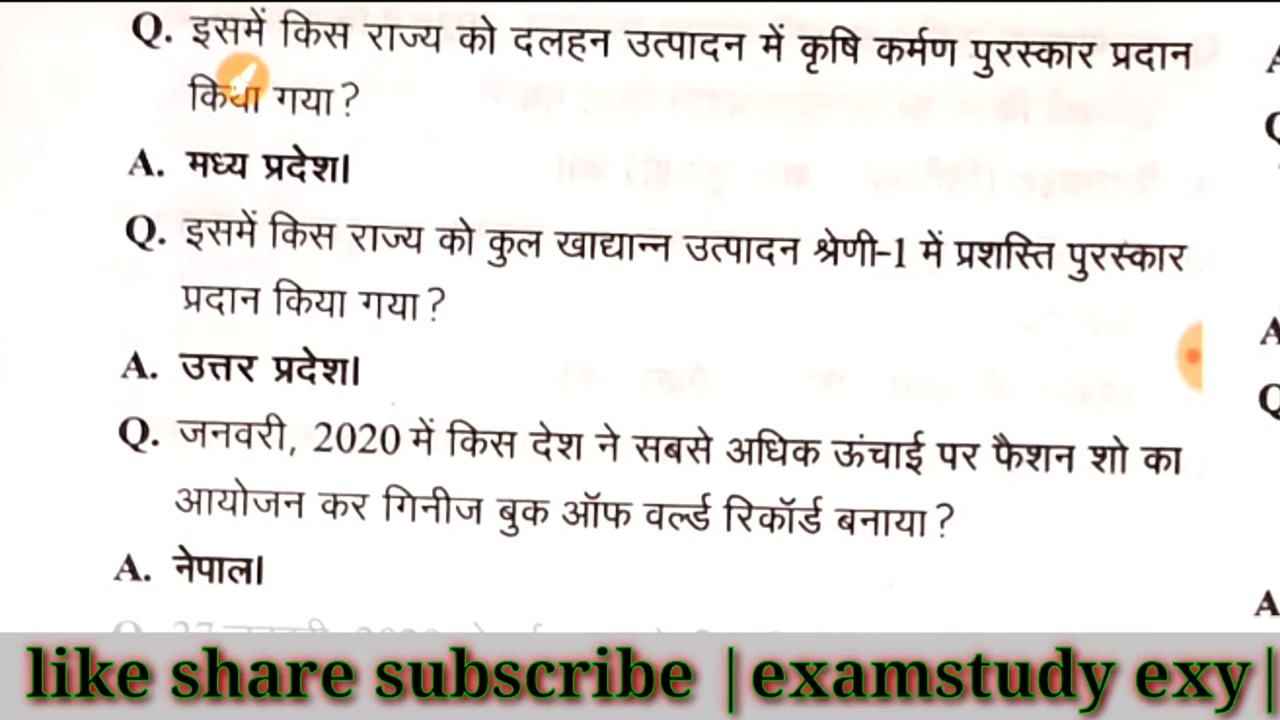 Q. इसमें किस राज्य को दलहन उत्पादन में कृषि कर्मण पुरस्कार प्रदान
किया गया?
A. मध्य प्रदेश।
Q. इसमें किस राज्य को कुल खाद्यान्न उत्पादन श्रेणी-1 में प्रशस्ति पुरस्कार
प्रदान किया गया?
A. उत्तर प्रदेश।
Q. जनवरी, 2020 में किस देश ने सबसे अधिक ऊंचाई पर फैशन शो का
आयोजन कर गिनीज बुक ऑफ वर्ल्ड रिकॉर्ड बनाया?
A. नेपाल।
like share subscribe |examstudy exy|